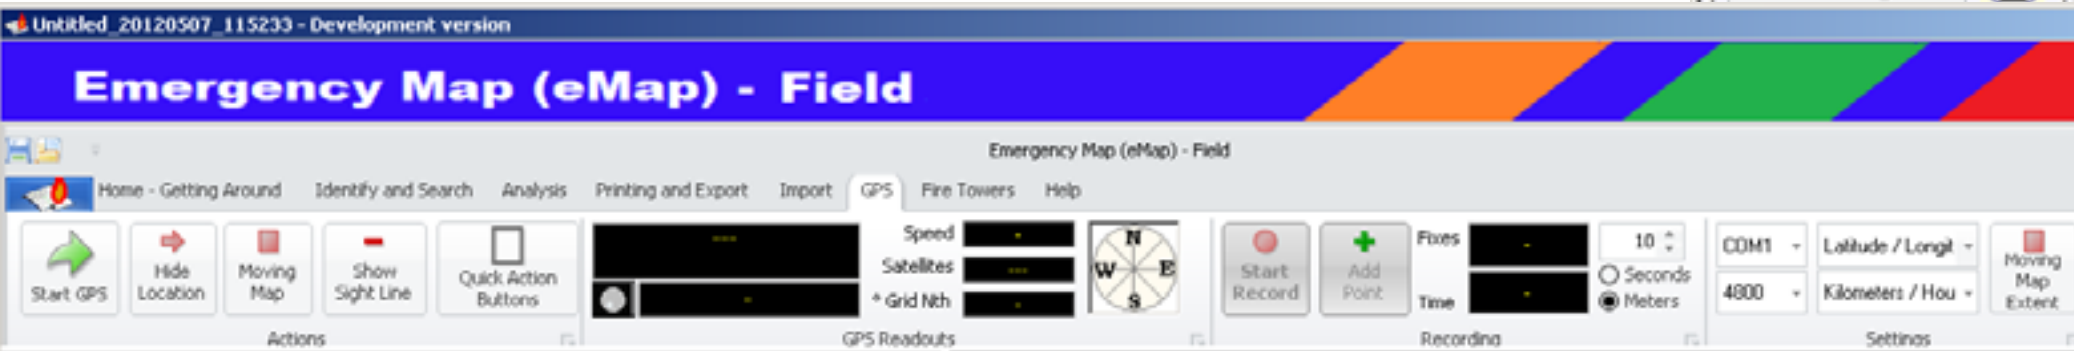 Untitled_20120507_115233 - Development version
Emergency Map (eMap) - Field
Emergency Map (eMap) - Field
Home - Getting Around Identify and Search Analysis Printing and Export Import GPS Fire Towers Help
Start GPS
Hide
Location
Moving
Map
Show
Sight Line
Quick Action
Buttons
Actions
---
-
Speed -
Satellites ---
* Grid Nth -
N
W E
S
GPS Readouts
Start
Record
Add
Point
Fixes -
Time -
10
Seconds
Meters
Recording
COM1
4800
Latitude / Longit
Kilometers / Hou
Moving
Map
Extent
Settings